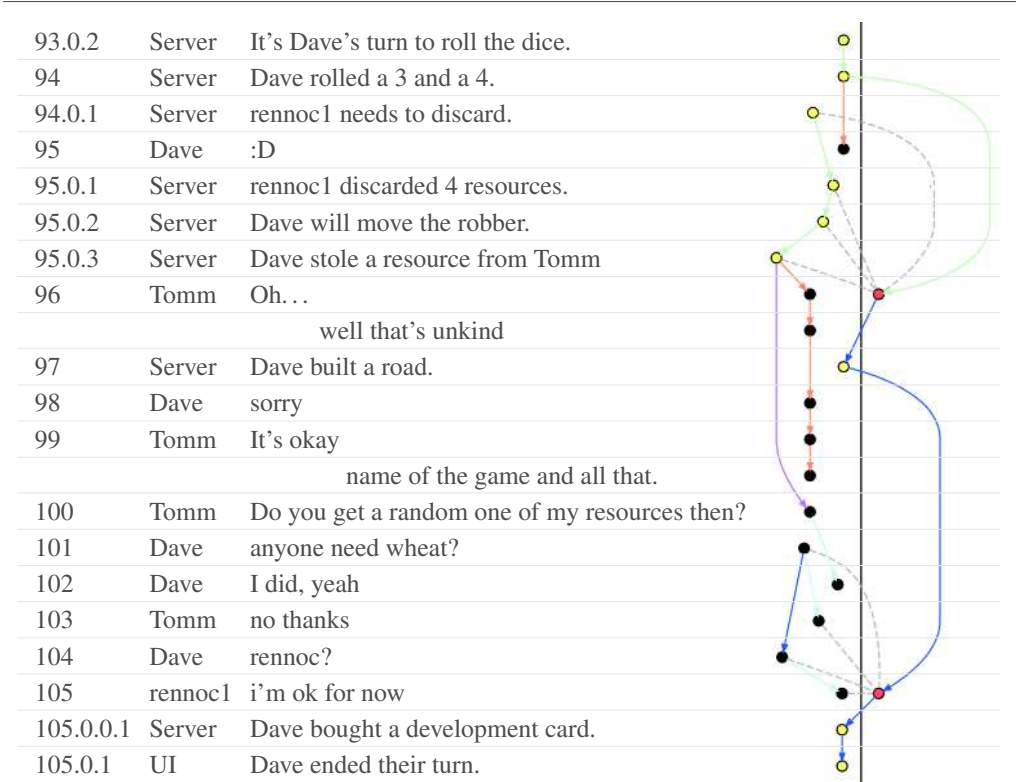 93.0.2 Server It's Dave's turn to roll the dice.
94 Server Dave rolled a 3 and a 4.
94.0.1 Server rennoc1 needs to discard.
95 Dave :D
95.0.1 Server rennoc1 discarded 4 resources.
95.0.2 Server Dave will move the robber.
95.0.3 Server Dave stole a resource from Tomm
96 Tomm Oh...
well that's unkind
97 Server Dave built a road.
98 Dave sorry
99 Tomm It's okay
name of the game and all that.
100 Tomm Do you get a random one of my resources then?
101 Dave anyone need wheat?
102 Dave I did, yeah
103 Tomm no thanks
104 Dave rennoc?
105 rennoc1 i'm ok for now
105.0.0.1 Server Dave bought a development card.
105.0.1 UI Dave ended their turn.